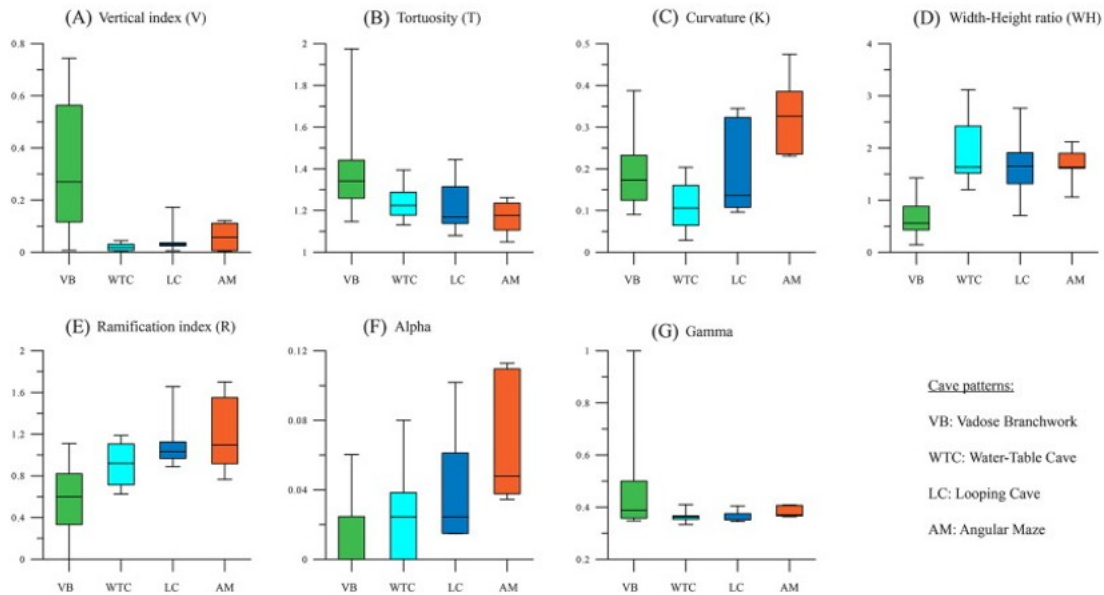 (A) Vertical index (V)
0.8
0.6
0.4
0.2
0
VB WTC LC AM
(B) Tortuosity (T)
2
1.8
1.6
1.4
1.2
1
VB WTC LC AM
(C) Curvature (K)
0.5
0.4
0.3
0.2
0.1
0
VB WTC LC AM
(D) Width-Height ratio (WH)
4
3
2
1
0
VB WTC LC AM
(E) Ramification index (R)
2
1.6
1.2
0.8
0.4
0
VB WTC LC AM
(F) Alpha
0.12
0.08
0.04
0
VB WTC LC AM
(G) Gamma
1
0.8
0.6
0.4
0.2
VB WTC LC AM
Cave patterns:
VB: Vadose Branchwork
WTC: Water-Table Cave
LC: Looping Cave
AM: Angular Maze